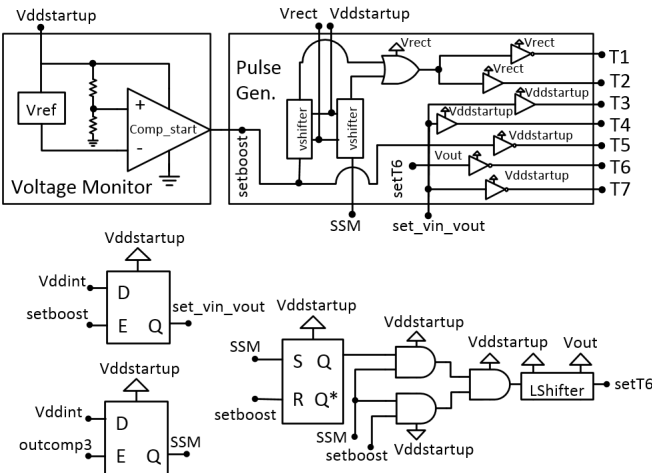 Vddstartup
Vrect Vddstartup
Vref
+
-
Comp_start
Voltage Monitor
setboost
Pulse
Gen.
vshifter
vshifter
Vrect
Vrect
T1
Vrect
T2
Vddstartup
T3
Vddstartup
T4
Vddstartup
T5
setT6
Vout
T6
Vddstartup
T7
SSM
set_vin_vout
Vddstartup
Vddint
D
setboost
E Q
set_vin_vout
Vddstartup
Vddint
D
outcomp3
E Q
SSM
Vddstartup
SSM
S Q
setboost
R Q*
Vddstartup
SSM
setboost
Vddstartup
Vddstartup
Vddstartup
Vout
LShifter
setT6